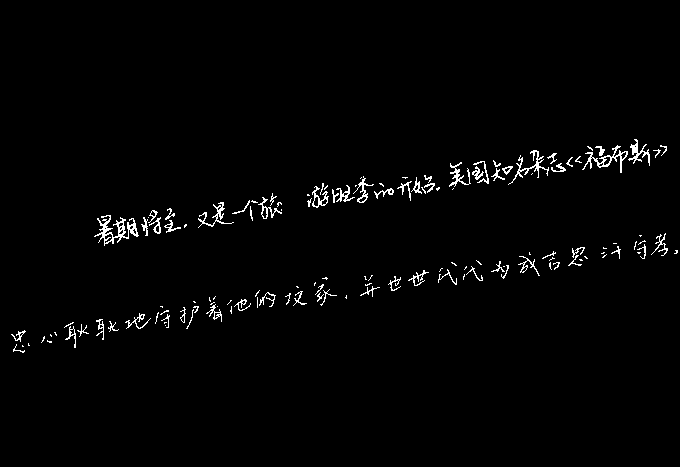 暑期将至,又是一个旅 游旺季的开始.美国知名杂志<<福布斯>>
忠心耿耿地守护着他的坟冢,并世世代代为成吉思汗守孝.